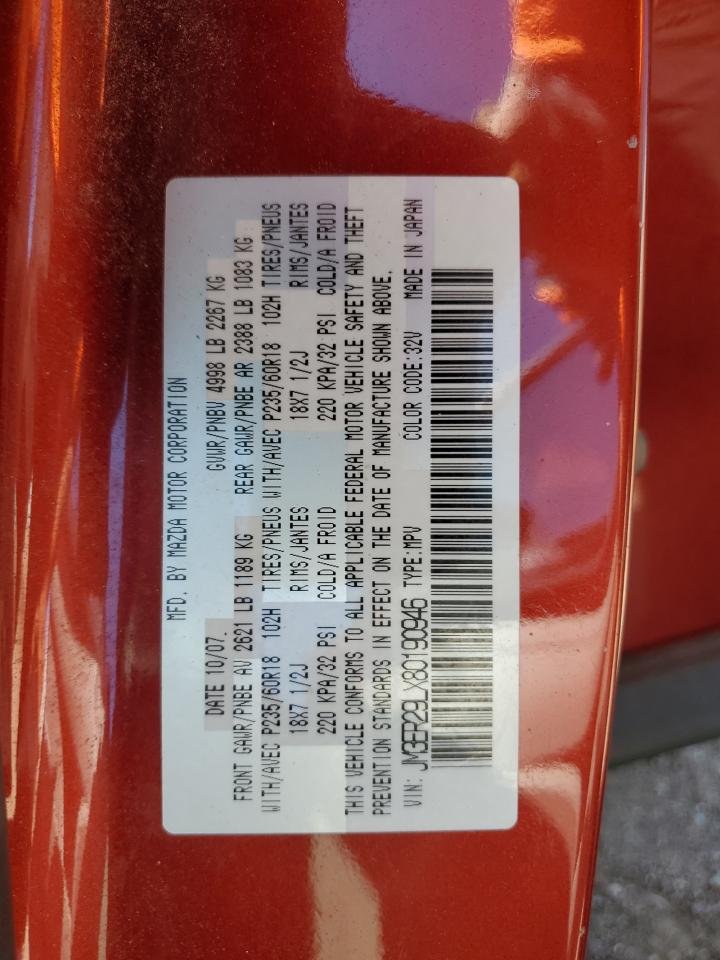 MFD. BY MAZDA MOTOR CORPORATION
DATE 10/07. GVWR/PNBV 4998 LB 2267 KG
FRONT GAWR/PNBE AV 2621 LB 1189 KG REAR GAWR/PNBE AR 2388 LB 1083 KG
WITH/AVEC P235/60R18 102H TIRES/PNEUS WITH/AVEC P235/60R18 102H TIRES/PNEUS
18X7 1/2J RIMS/JANTES 18X7 1/2J RIMS/JANTES
220 KPA/32 PSI COLD/A FROID 220 KPA/32 PSI COLD/A FROID
THIS VEHICLE CONFORMS TO ALL APPLICABLE FEDERAL MOTOR VEHICLE SAFETY AND THEFT
PREVENTION STANDARDS IN EFFECT ON THE DATE OF MANUFACTURE SHOWN ABOVE.
VIN: JM3ER29LX80190946 TYPE:MPV COLOR CODE:32V MADE IN JAPAN